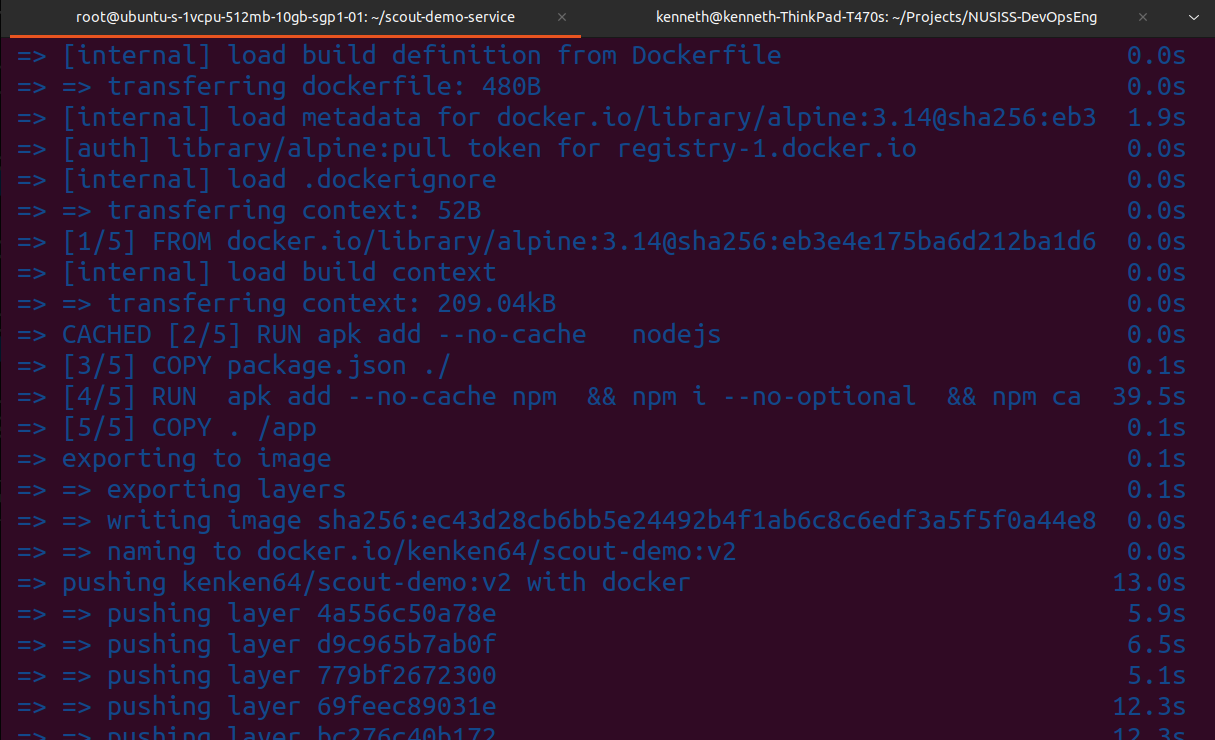 root@ubuntu-s-1vcpu-512mb-10gb-sgp1-01: ~/scout-demo-service × kenneth@kenneth-ThinkPad-T470s: ~/Projects/NUSISS-DevOpsEng ×
=> [internal] load build definition from Dockerfile 0.0s
=> => transferring dockerfile: 480B 0.0s
=> [internal] load metadata for docker.io/library/alpine:3.14@sha256:eb3 1.9s
=> [auth] library/alpine:pull token for registry-1.docker.io 0.0s
=> [internal] load .dockerignore 0.0s
=> => transferring context: 52B 0.0s
=> [1/5] FROM docker.io/library/alpine:3.14@sha256:eb3e4e175ba6d212ba1d6 0.0s
=> [internal] load build context 0.0s
=> => transferring context: 209.04kB 0.0s
=> CACHED [2/5] RUN apk add --no-cache   nodejs 0.0s
=> [3/5] COPY package.json ./ 0.1s
=> [4/5] RUN  apk add --no-cache npm  && npm i --no-optional  && npm ca 39.5s
=> [5/5] COPY . /app 0.1s
=> exporting to image 0.1s
=> => exporting layers 0.1s
=> => writing image sha256:ec43d28cb6bb5e24492b4f1ab6c8c6edf3a5f5f0a44e8 0.0s
=> => naming to docker.io/kenken64/scout-demo:v2 0.0s
=> pushing kenken64/scout-demo:v2 with docker 13.0s
=> => pushing layer 4a556c50a78e 5.9s
=> => pushing layer d9c965b7ab0f 6.5s
=> => pushing layer 779bf2672300 5.1s
=> => pushing layer 69feec89031e 12.3s
=> => pushing layer bc276c40b172 12.3s